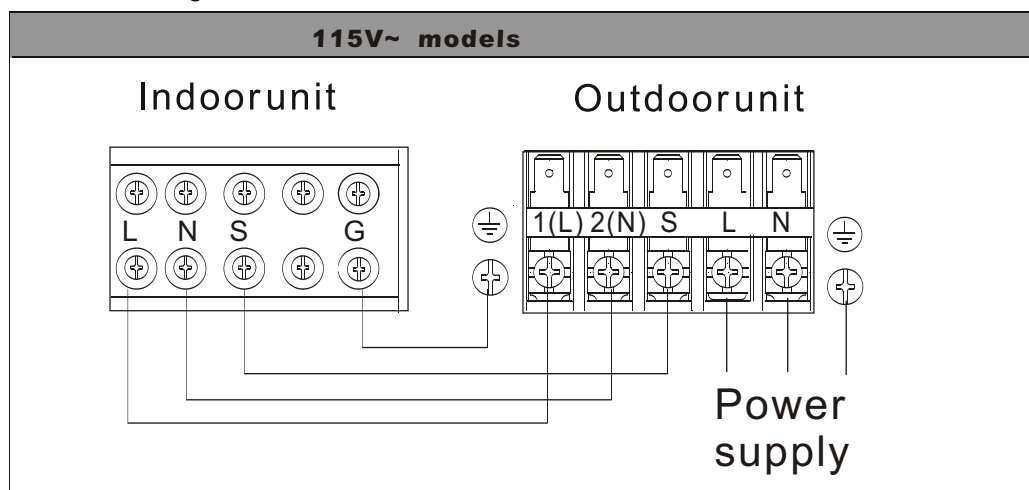 115V~ models
Indoorunit
Outdoorunit
L N S G
1(L) 2(N) S L N
Power
supply